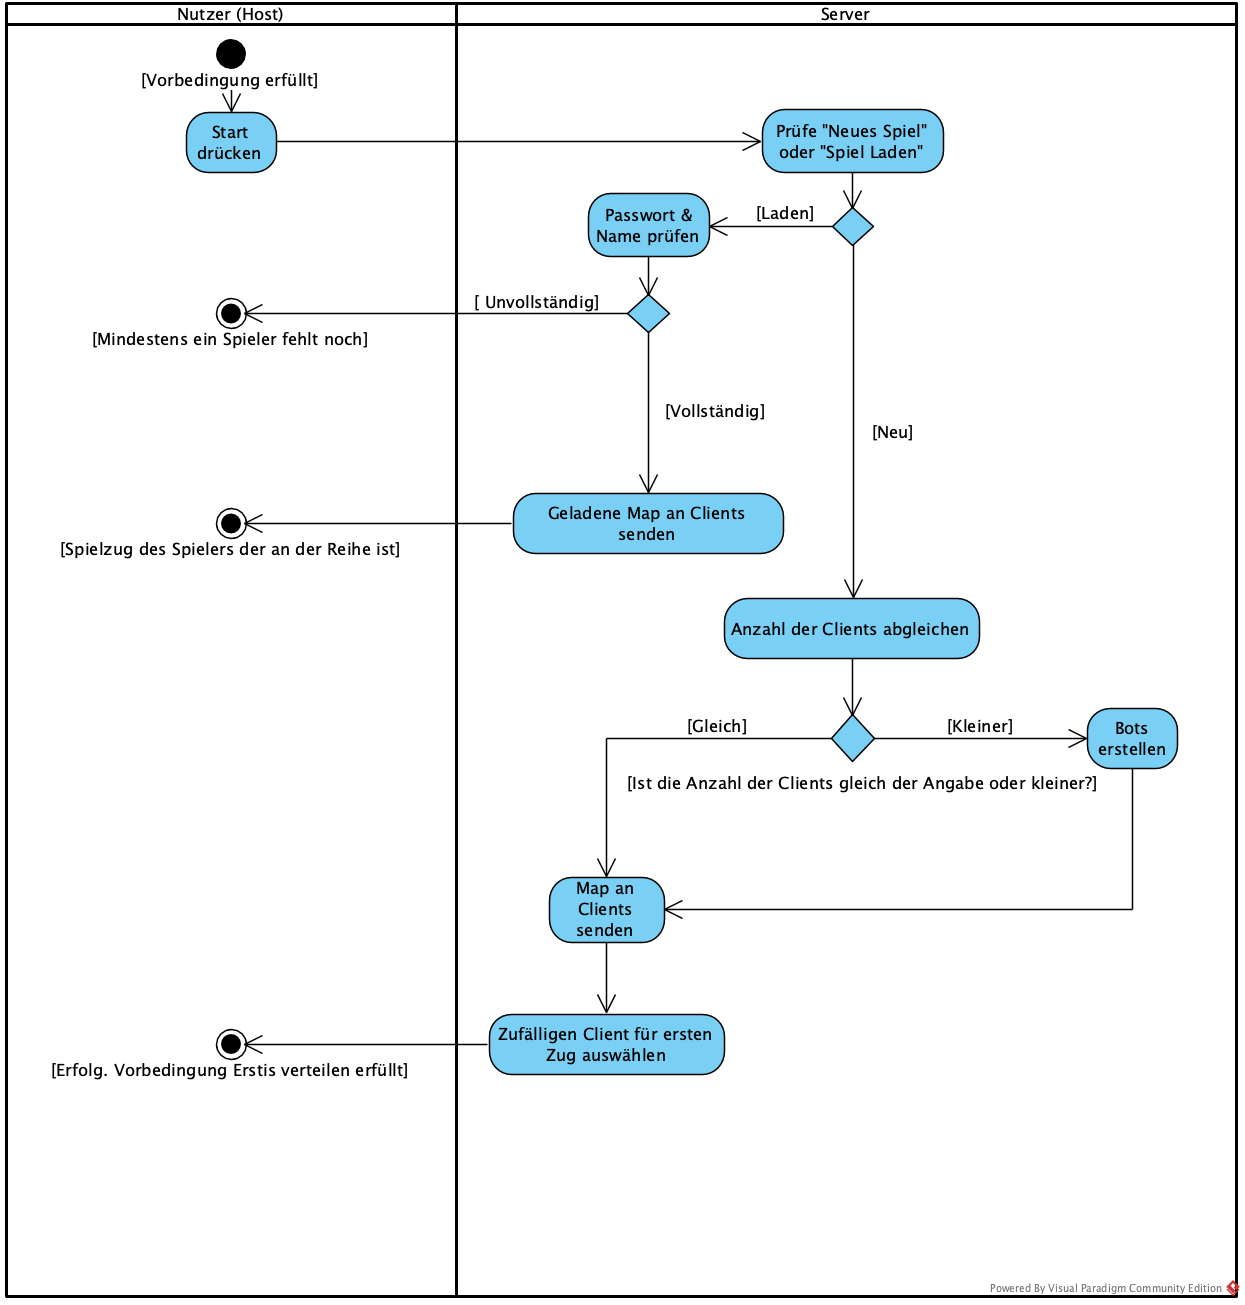 Nutzer (Host)
Server
[Vorbedingung erfüllt]
Start
drücken
Prüfe "Neues Spiel"
oder "Spiel Laden"
Passwort &
Name prüfen
[Laden]
[ Unvollständig]
[Mindestens ein Spieler fehlt noch]
[Vollständig]
[Neu]
Geladene Map an Clients
senden
[Spielzug des Spielers der an der Reihe ist]
Anzahl der Clients abgleichen
[Gleich]
[Kleiner]
Bots
erstellen
[Ist die Anzahl der Clients gleich der Angabe oder kleiner?]
Map an
Clients
senden
Zufälligen Client für ersten
Zug auswählen
[Erfolg. Vorbedingung Erstis verteilen erfüllt]
Powered By Visual Paradigm Community Edition